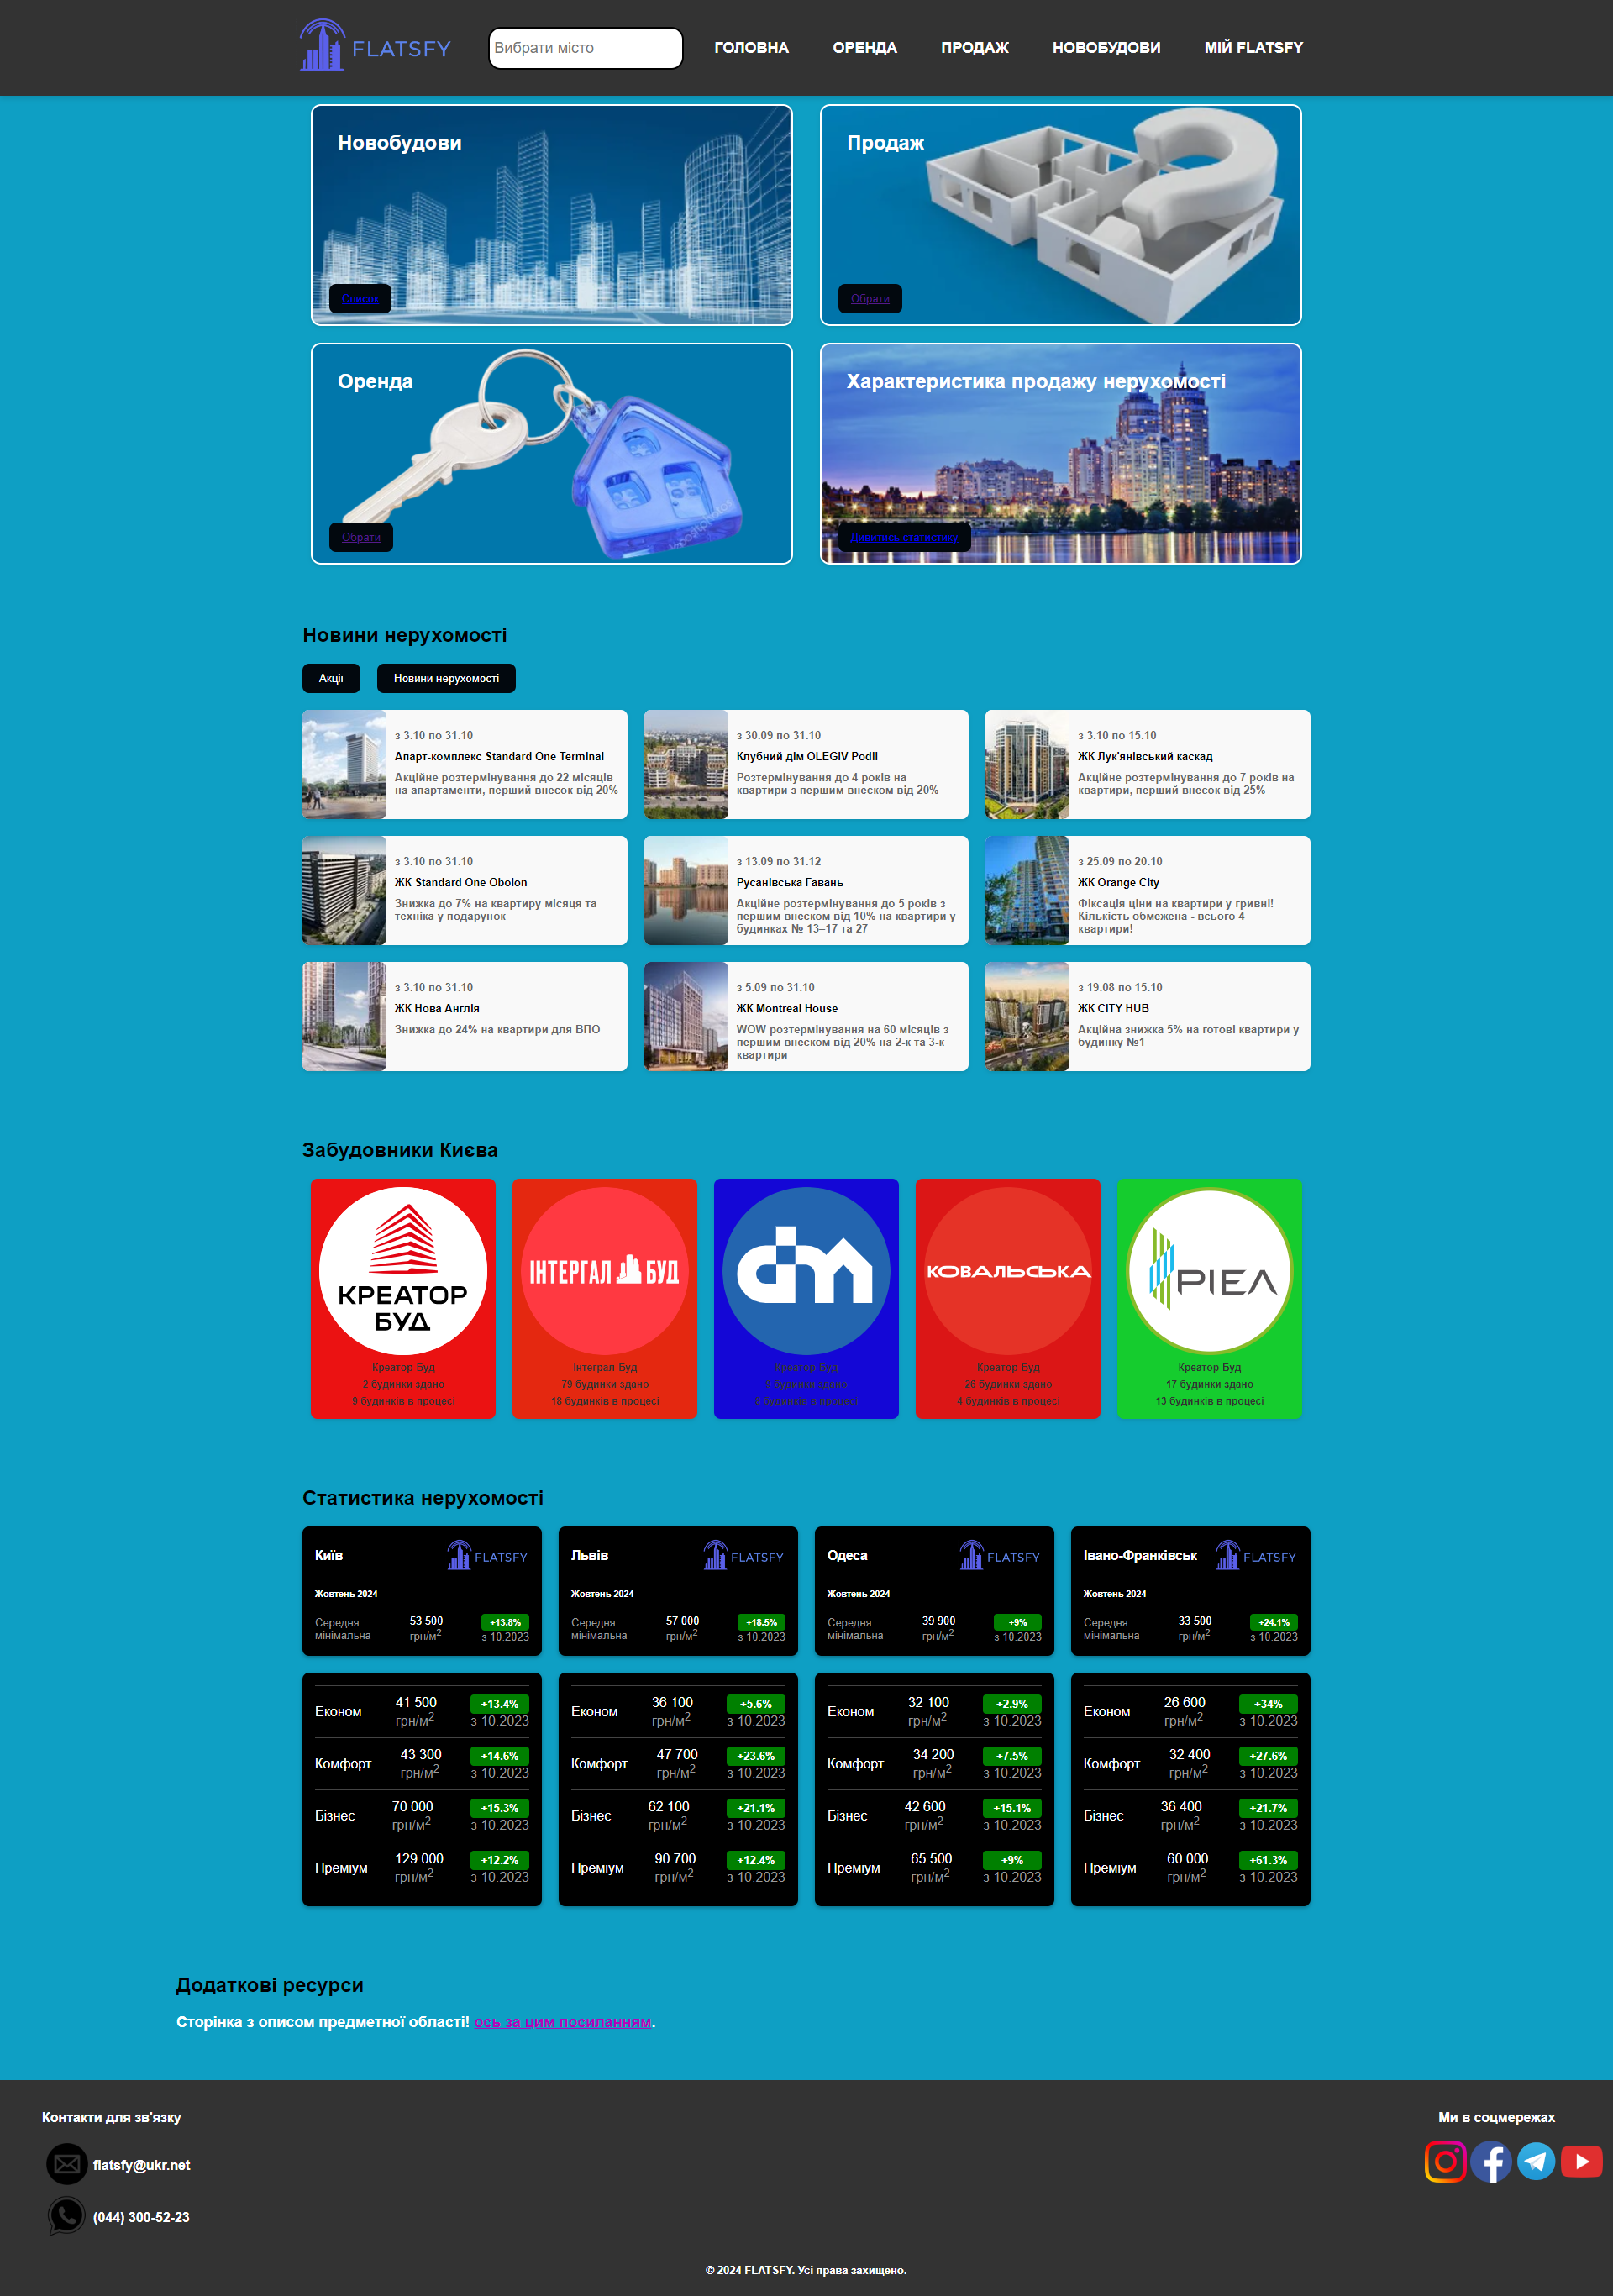 FLATSFY
Вибрати місто
ГОЛОВНА
ОРЕНДА
ПРОДАЖ
НОВОБУДОВИ
МІЙ FLATSFY
Новобудови
Список
Продаж
Обрати
Оренда
Обрати
Характеристика продажу нерухомості
Дивитись статистику
Новини нерухомості
Акції
Новини нерухомості
з 3.10 по 31.10
Апарт-комплекс Standard One Terminal
Акційне розтермінування до 22 місяців
на апартаменти, перший внесок від 20%
з 30.09 по 31.10
Клубний дім OLEGIV Podil
Розтермінування до 4 років на
квартири з першим внеском від 20%
з 3.10 по 15.10
ЖК Лук'янівський каскад
Акційне розтермінування до 7 років на
квартири, перший внесок від 25%
з 3.10 по 31.10
ЖК Standard One Obolon
Знижка до 7% на квартиру місяця та
техніка у подарунок
з 13.09 по 31.12
Русанівська Гавань
Акційне розтермінування до 5 років з
першим внеском від 10% на квартири у
будинках № 13–17 та 27
з 25.09 по 20.10
ЖК Orange City
Фіксація ціни на квартири у гривні!
Кількість обмежена - всього 4
квартири!
з 3.10 по 31.10
ЖК Нова Англія
Знижка до 24% на квартири для ВПО
з 5.09 по 31.10
ЖК Montreal House
WOW розтермінування на 60 місяців з
першим внеском від 20% на 2-к та 3-к
квартири
з 19.08 по 15.10
ЖК CITY HUB
Акційна знижка 5% на готові квартири у
будинку №1
Забудовники Києва
КРЕАТОР
БУД
Креатор-Буд
2 будинки здано
9 будинків в процесі
ІНТЕРГАЛ БУД
Інтеграл-Буд
79 будинки здано
18 будинків в процесі
dim
Креатор-Буд
9 будинки здано
8 будинків в процесі
КОВАЛЬСЬКА
Креатор-Буд
26 будинки здано
4 будинків в процесі
РІЕЛ
Креатор-Буд
17 будинки здано
13 будинків в процесі
Статистика нерухомості
Київ
FLATSFY
Жовтень 2024
Середня
мінімальна
53 500
грн/м2
+13.8%
з 10.2023
Львів
FLATSFY
Жовтень 2024
Середня
мінімальна
57 000
грн/м2
+18.5%
з 10.2023
Одеса
FLATSFY
Жовтень 2024
Середня
мінімальна
39 900
грн/м2
+9%
з 10.2023
Івано-Франківськ
FLATSFY
Жовтень 2024
Середня
мінімальна
33 500
грн/м2
+24.1%
з 10.2023
Економ
41 500
грн/м2
+13.4%
з 10.2023
Комфорт
43 300
грн/м2
+14.6%
з 10.2023
Бізнес
70 000
грн/м2
+15.3%
з 10.2023
Преміум
129 000
грн/м2
+12.2%
з 10.2023
Економ
36 100
грн/м2
+5.6%
з 10.2023
Комфорт
47 700
грн/м2
+23.6%
з 10.2023
Бізнес
62 100
грн/м2
+21.1%
з 10.2023
Преміум
90 700
грн/м2
+12.4%
з 10.2023
Економ
32 100
грн/м2
+2.9%
з 10.2023
Комфорт
34 200
грн/м2
+7.5%
з 10.2023
Бізнес
42 600
грн/м2
+15.1%
з 10.2023
Преміум
65 500
грн/м2
+9%
з 10.2023
Економ
26 600
грн/м2
+34%
з 10.2023
Комфорт
32 400
грн/м2
+27.6%
з 10.2023
Бізнес
36 400
грн/м2
+21.7%
з 10.2023
Преміум
60 000
грн/м2
+61.3%
з 10.2023
Додаткові ресурси
Сторінка з описом предметної області! ось за цим посиланням.
Контакти для зв'язку
flatsfy@ukr.net
(044) 300-52-23
Ми в соцмережах
© 2024 FLATSFY. Усі права захищено.